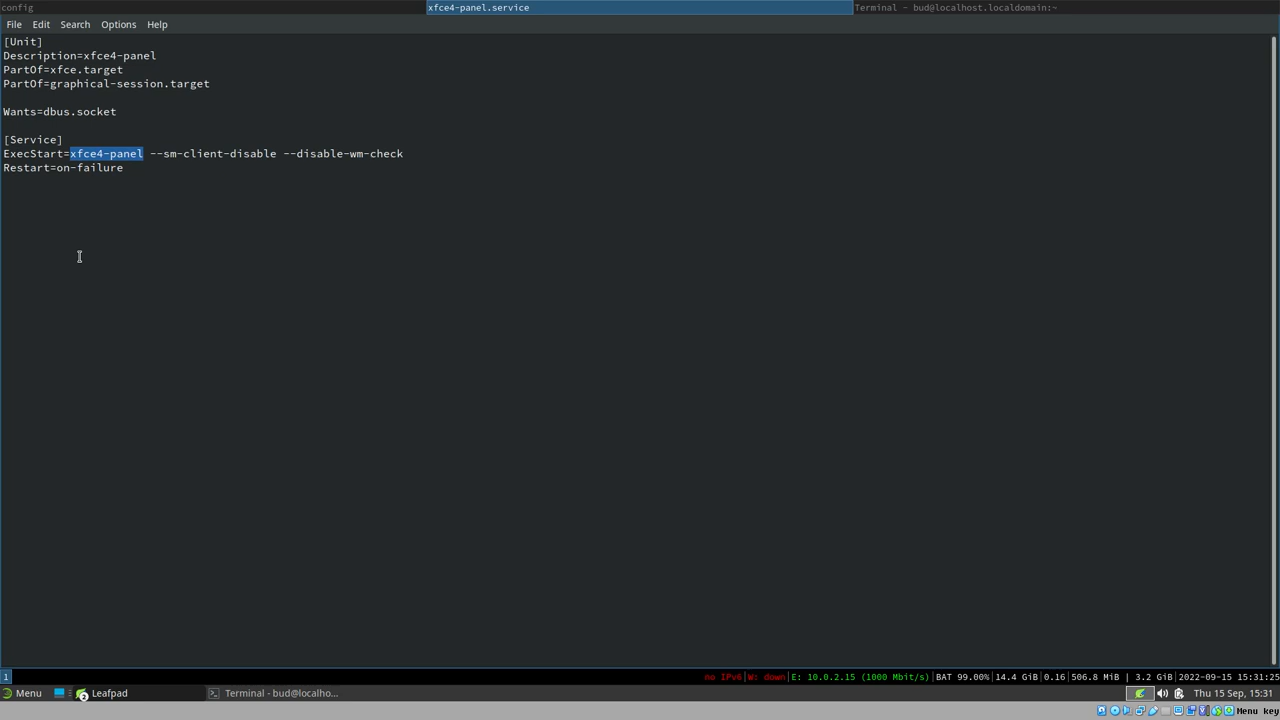 config
xfce4-panel.service
Terminal - bud@localhost.localdomain:~
File Edit Search Options Help
[Unit]
Description=xfce4-panel
PartOf=xfce.target
PartOf=graphical-session.target
Wants=dbus.socket
[Service]
ExecStart=xfce4-panel --sm-client-disable --disable-wm-check
Restart=on-failure
1
no IPv6|W: down|E: 10.0.2.15 (1000 Mbit/s)|BAT 99.00%|14.4 GiB|0.16|506.8 MiB | 3.2 GiB|2022-09-15 15:31:25
Menu
Leafpad
Terminal - bud@localho...
Thu 15 Sep, 15:31
Menu key